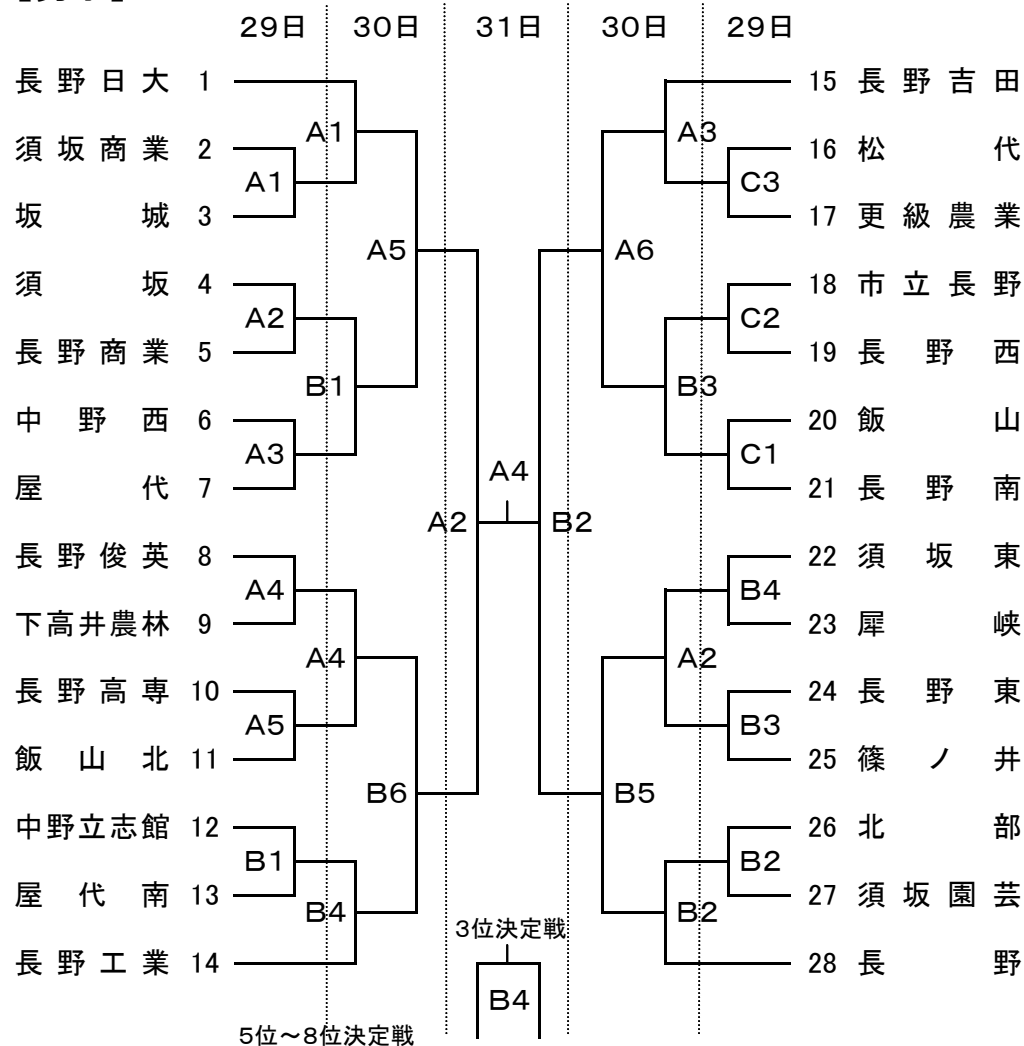 29日 30日 31日 30日 29日
長野日大 1
15 長野吉田
A1
A3
須坂商業 2
16 松代
A1
C3
坂城 3
17 更級農業
A5
A6
須坂 4
18 市立長野
A2
C2
長野商業 5
19 長野西
B1
B3
中野西 6
20 飯山
A3
C1
屋代 7
21 長野南
A4
A2
B2
長野俊英 8
22 須坂東
A4
B4
下高井農林 9
23 犀峡
A4
A2
長野高専 10
24 長野東
A5
B3
飯山北 11
25 篠ノ井
B6
B5
中野立志館 12
26 北部
B1
B2
屋代南 13
27 須坂園芸
B4
B2
3位決定戦
長野工業 14
28 長野
B4
5位～8位決定戦